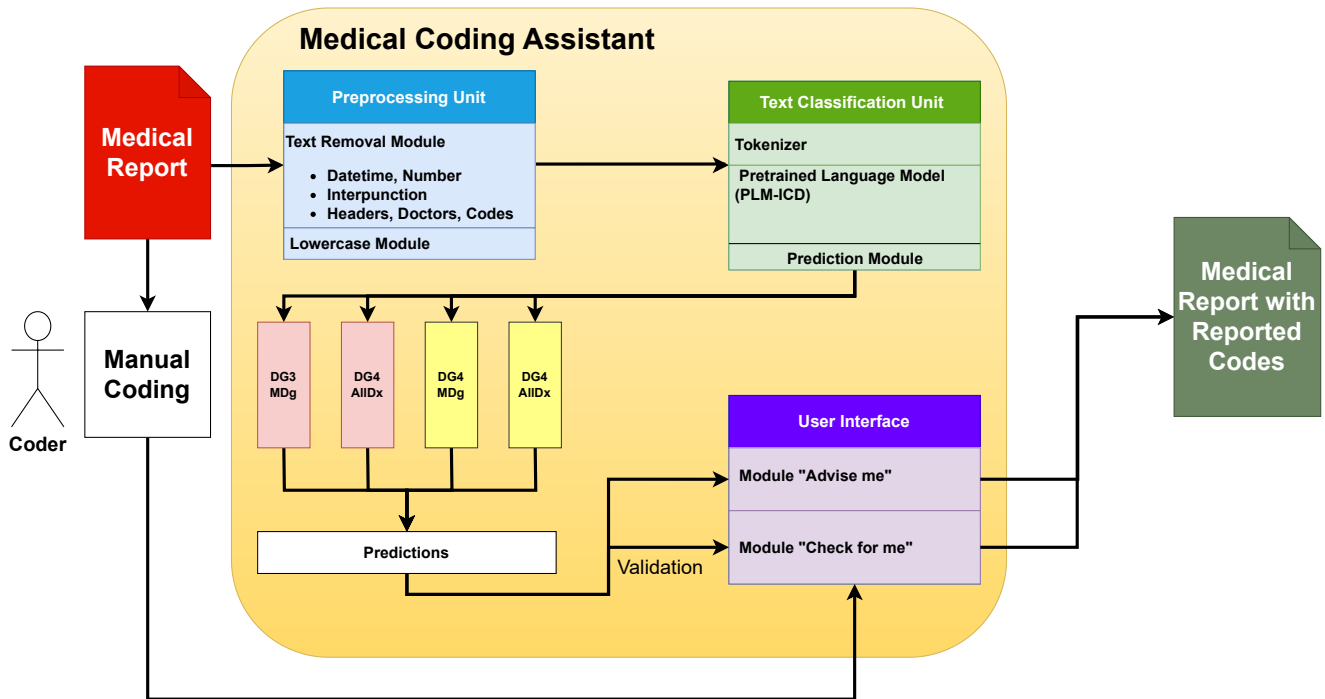 Medical Coding Assistant
Medical
Report
Preprocessing Unit
Text Removal Module
Datetime, Number
Interpunction
Headers, Doctors, Codes
Lowercase Module
Text Classification Unit
Tokenizer
Pretrained Language Model
(PLM-ICD)
Prediction Module
Manual
Coding
Coder
DG3
MDg
DG4
AllDx
DG4
MDg
DG4
AllDx
Predictions
Validation
User Interface
Module "Advise me"
Module "Check for me"
Medical
Report with
Reported
Codes